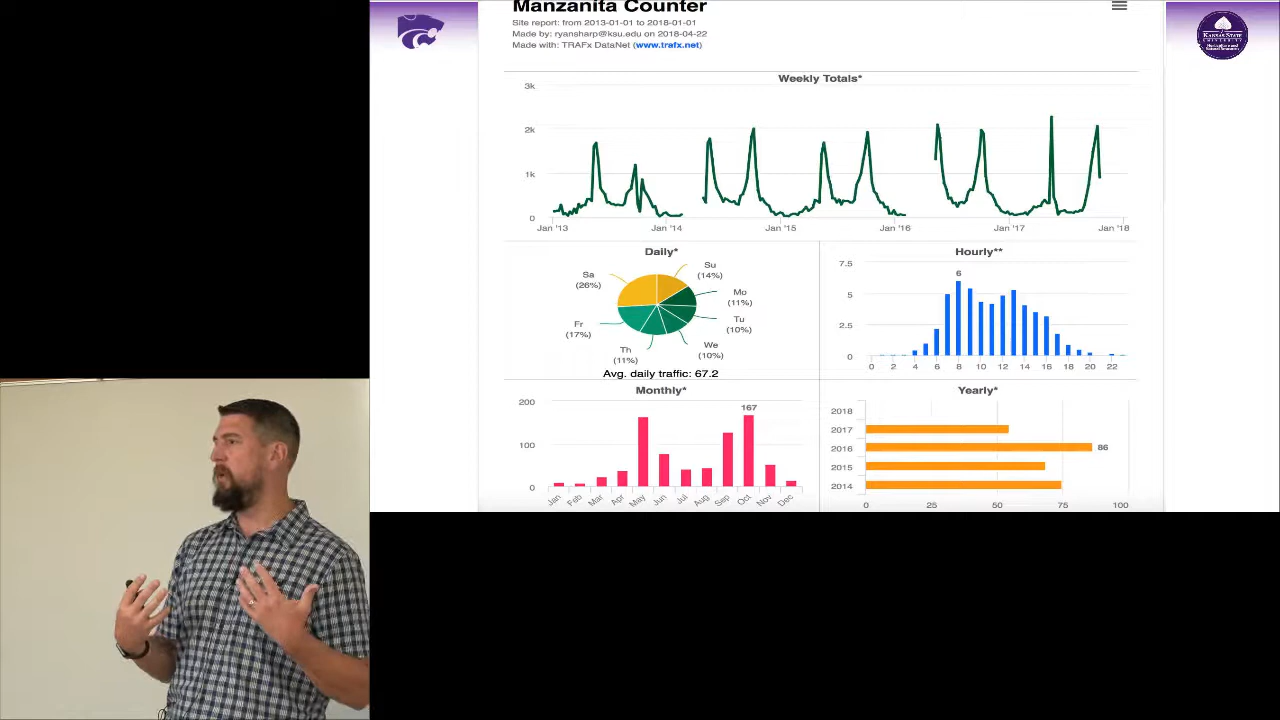 Manzanita Counter
Site report: from 2013-01-01 to 2018-01-01
Made by: ryansharp@ksu.edu on 2018-04-22
Made with: TRAFx DataNet (www.trafx.net)
KANSAS STATE
UNIVERSITY
Weekly Totals*
3k
2k
1k
0
Jan '13
Jan '14
Jan '15
Jan '16
Jan '17
Jan '18
Daily*
Su
(14%)
Mo
(11%)
Tu
(10%)
We
(10%)
Th
(11%)
Fr
(17%)
Sa
(26%)
Avg. daily traffic: 67.2
Hourly**
7.5
5
2.5
0
6
0 2 4 6 8 10 12 14 16 18 20 22
Monthly*
200
100
0
167
Jan Feb Mar Apr May Jun Jul Aug Sep Oct Nov Dec
Yearly*
2018
2017
2016
2015
2014
86
0 25 50 75 100